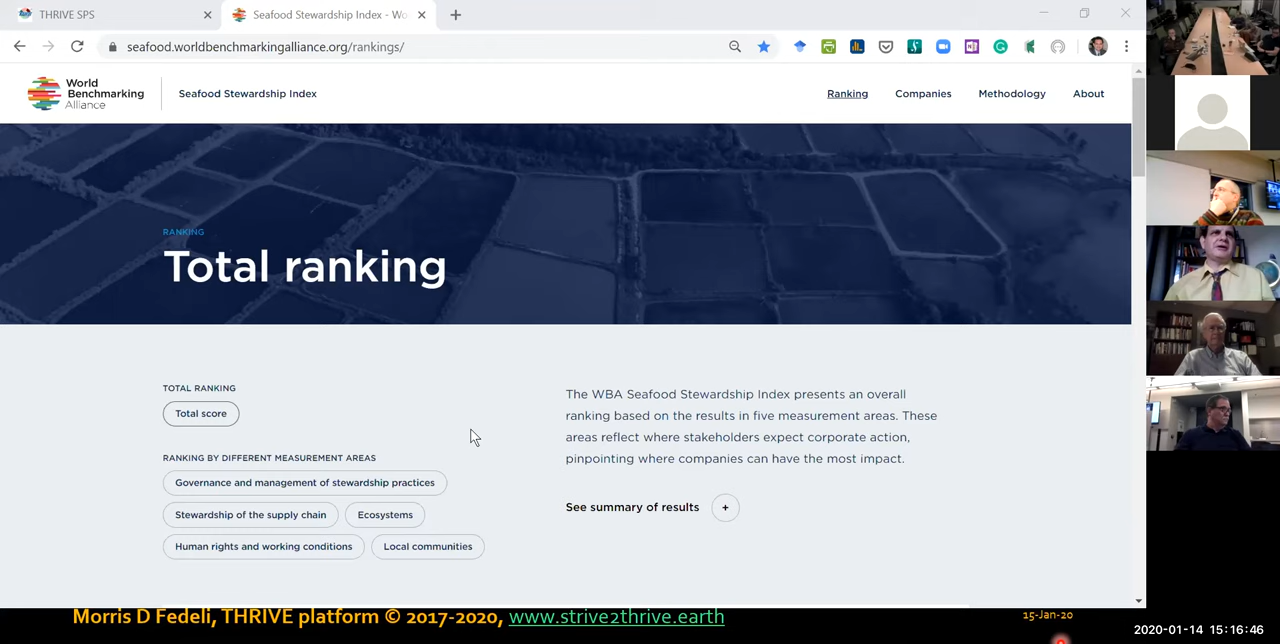 THRIVE SPS
Seafood Stewardship Index - Wo
seafood.worldbenchmarkingalliance.org/rankings/
World
Benchmarking
Alliance
Seafood Stewardship Index
Ranking
Companies
Methodology
About
RANKING
Total ranking
TOTAL RANKING
Total score
RANKING BY DIFFERENT MEASUREMENT AREAS
Governance and management of stewardship practices
Stewardship of the supply chain
Ecosystems
Human rights and working conditions
Local communities
The WBA Seafood Stewardship Index presents an overall
ranking based on the results in five measurement areas. These
areas reflect where stakeholders expect corporate action,
pinpointing where companies can have the most impact.
See summary of results
+
Morris D Fedeli, THRIVE platform © 2017-2020, www.strive2thrive.earth
15-Jan-20
2020-01-14 15:16:46